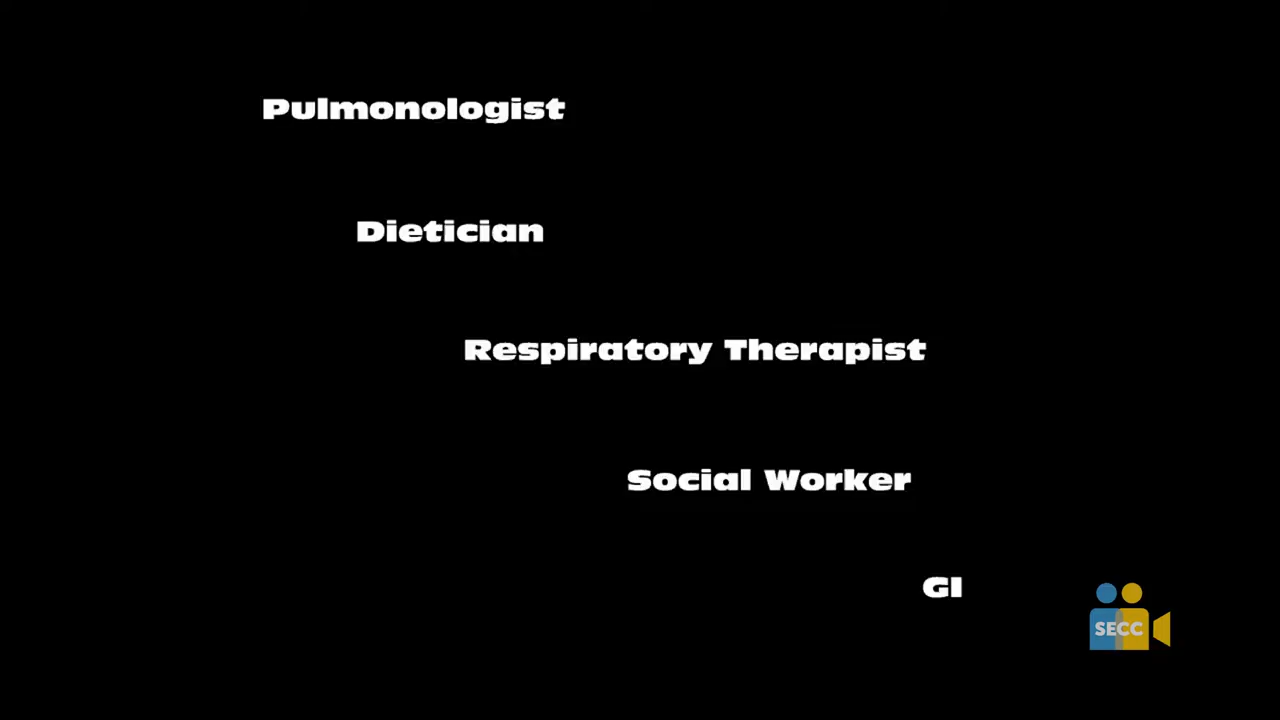 Pulmonologist
Dietician
Respiratory Therapist
Social Worker
GI
SECC